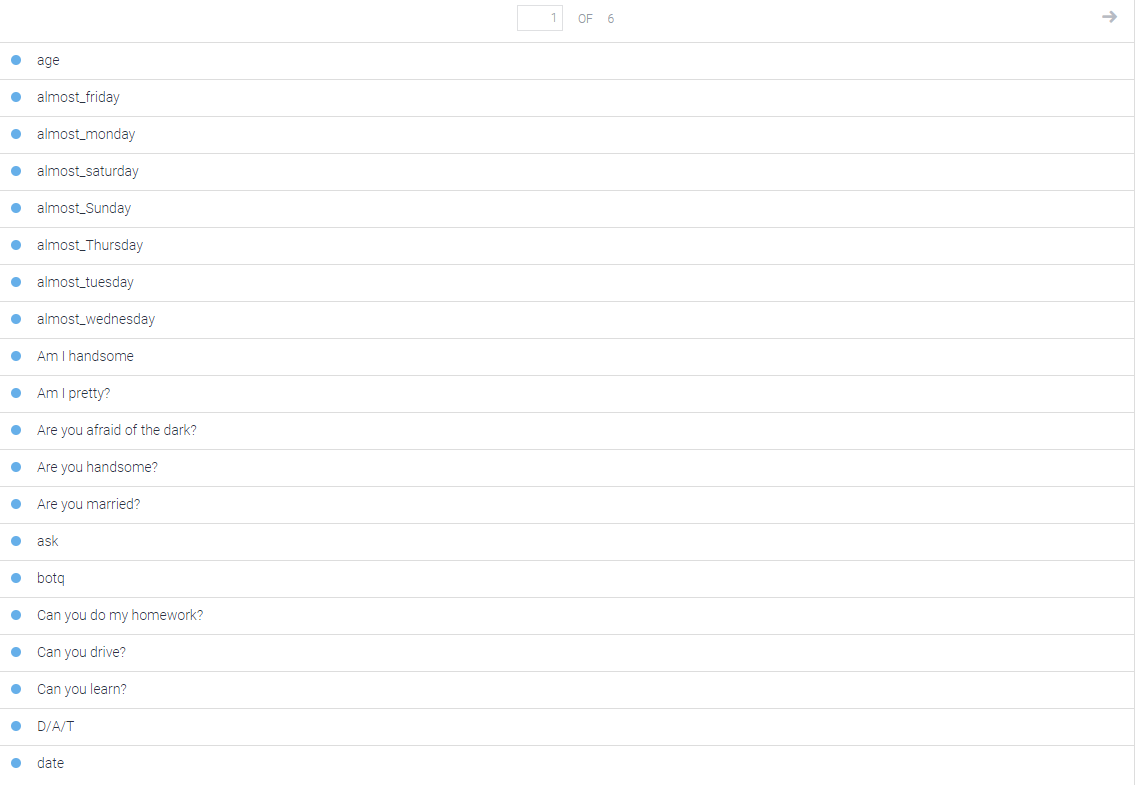 1 OF 6
age
almost_friday
almost_monday
almost_saturday
almost_Sunday
almost_Thursday
almost_tuesday
almost_wednesday
Am I handsome
Am I pretty?
Are you afraid of the dark?
Are you handsome?
Are you married?
ask
botq
Can you do my homework?
Can you drive?
Can you learn?
D/A/T
date